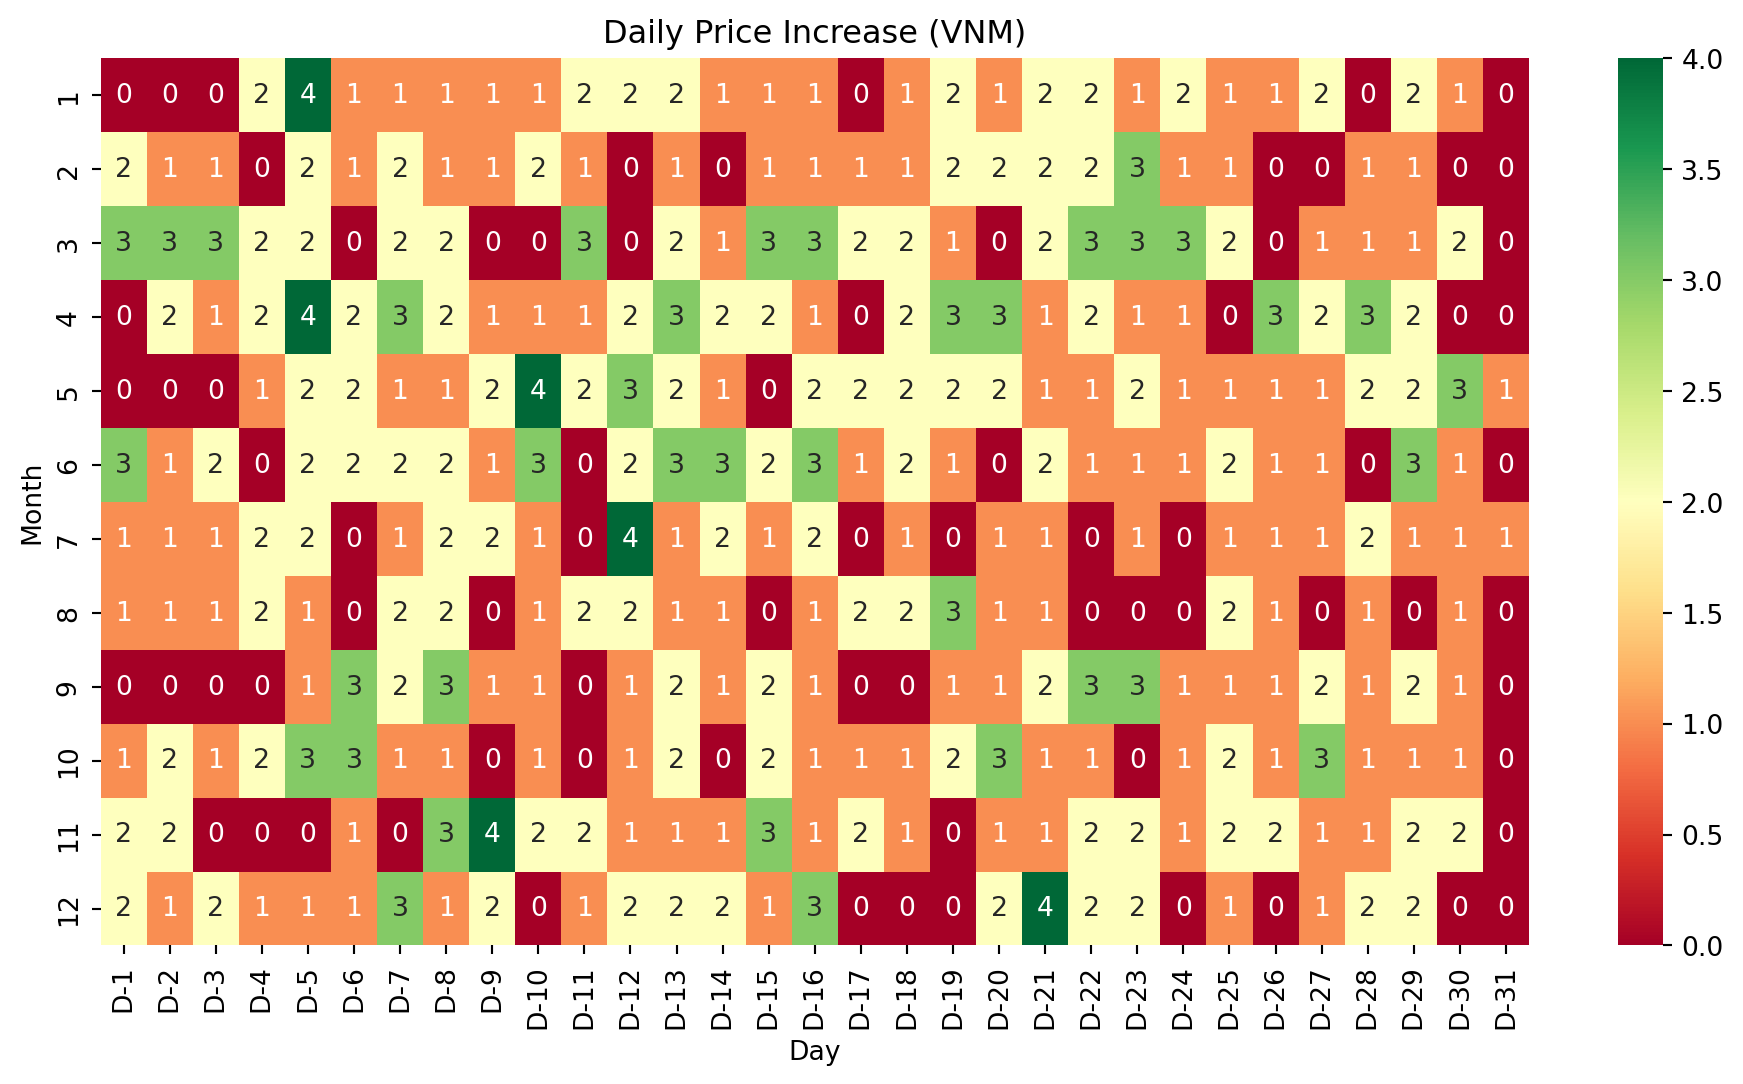 Daily Price Increase (VNM)
1 0 0 0 2 4 1 1 1 1 1 2 2 2 1 1 1 0 1 2 1 2 2 1 2 1 1 2 0 2 1 0
2 2 1 1 0 2 1 2 1 1 2 1 0 1 0 1 1 1 1 2 2 2 2 3 1 1 0 0 1 1 0 0
3 3 3 3 2 2 0 2 2 0 0 3 0 2 1 3 3 2 2 1 0 2 3 3 3 2 0 1 1 1 2 0
4 0 2 1 2 4 2 3 2 1 1 1 2 3 2 2 1 0 2 3 3 1 2 1 1 0 3 2 3 2 0 0
5 0 0 0 1 2 2 1 1 2 4 2 3 2 1 0 2 2 2 2 2 1 1 2 1 1 1 1 2 2 3 1
6 3 1 2 0 2 2 2 2 1 3 0 2 3 3 2 3 1 2 1 0 2 1 1 1 2 1 1 0 3 1 0
7 1 1 1 2 2 0 1 2 2 1 0 4 1 2 1 2 0 1 0 1 1 0 1 0 1 1 1 2 1 1 1
8 1 1 1 2 1 0 2 2 0 1 2 2 1 1 0 1 2 2 3 1 1 0 0 0 2 1 0 1 0 1 0
9 0 0 0 0 1 3 2 3 1 1 0 1 2 1 2 1 0 0 1 1 2 3 3 1 1 1 2 1 2 1 0
10 1 2 1 2 3 3 1 1 0 1 0 1 2 0 2 1 1 1 2 3 1 1 0 1 2 1 3 1 1 1 0
11 2 2 0 0 0 1 0 3 4 2 2 1 1 1 3 1 2 1 0 1 1 2 2 1 2 2 1 1 2 2 0
12 2 1 2 1 1 1 3 1 2 0 1 2 2 2 1 3 0 0 0 2 4 2 2 0 1 0 1 2 2 0 0
Month
D-1 D-2 D-3 D-4 D-5 D-6 D-7 D-8 D-9 D-10 D-11 D-12 D-13 D-14 D-15 D-16 D-17 D-18 D-19 D-20 D-21 D-22 D-23 D-24 D-25 D-26 D-27 D-28 D-29 D-30 D-31
Day
4.0
3.5
3.0
2.5
2.0
1.5
1.0
0.5
0.0